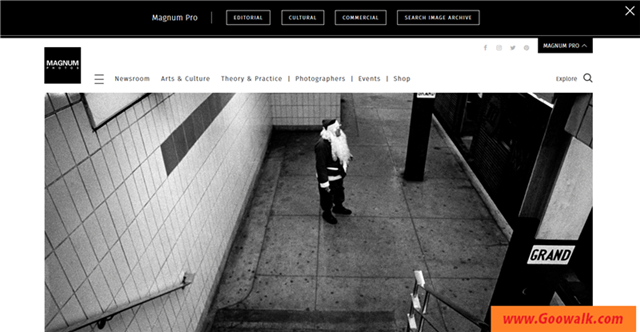 Magnum Pro EDITORIAL CULTURAL COMMERCIAL SEARCH IMAGE ARCHIVE
MAGNUM PRO
MAGNUM
PHOTOS
Newsroom Arts & Culture Theory & Practice | Photographers | Events | Shop Explore
GRAND
GRAND
www.Goowalk.com